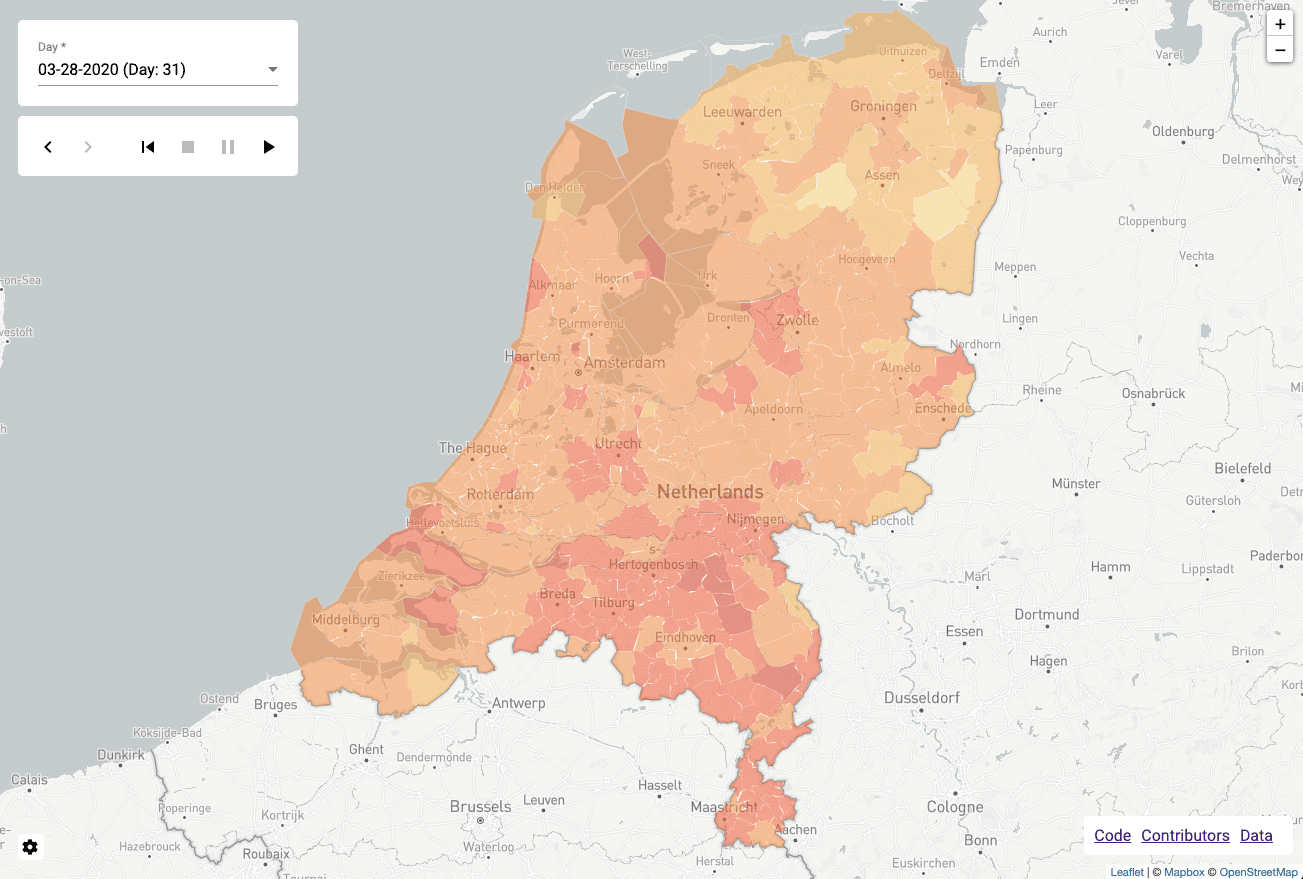 Day *
03-28-2020 (Day: 31)
+
−
Bremerhaven
Jever
Aurich
Varel
West-
Terschelling
Uithuizen
Emden
Delfzijl
Leer
Leeuwarden
Groningen
Oldenburg
Papenburg
Delmenhorst
Sneek
Assen
Den Helder
Cloppenburg
Vechta
Hoogeveen
Meppen
Hoorn
Urk
-on-Sea
Alkmaar
Lingen
Dronten
Zwolle
Purmerend
westoft
Nordhorn
Haarlem
Amsterdam
Almelo
Rheine
Osnabrück
Apeldoorn
Enschede
The Hague
Utrecht
Bielefeld
Münster
Netherlands
Rotterdam
Gütersloh
Nijmegen
Hellevoetsluis
Bocholt
s-
Hertogenbosch
Paderbo
Hamm
Lippstadt
Zierikzee
Marl
Breda
Tilburg
Dortmund
Middelburg
Essen
Eindhoven
Brilon
Hagen
Dusseldorf
Ostend
Bruges
Antwerp
Koksijde-Bad
Ghent
Dunkirk
Dendermonde
Calais
Hasselt
Leuven
Poperinge
Brussels
Maastricht
Cologne
Kortrijk
Aachen
Code Contributors Data
Hazebrouck
Waterloo
Bonn
Roubaix
Herstal
Euskirchen
Tournai
Leaflet | © Mapbox © OpenStreetMap